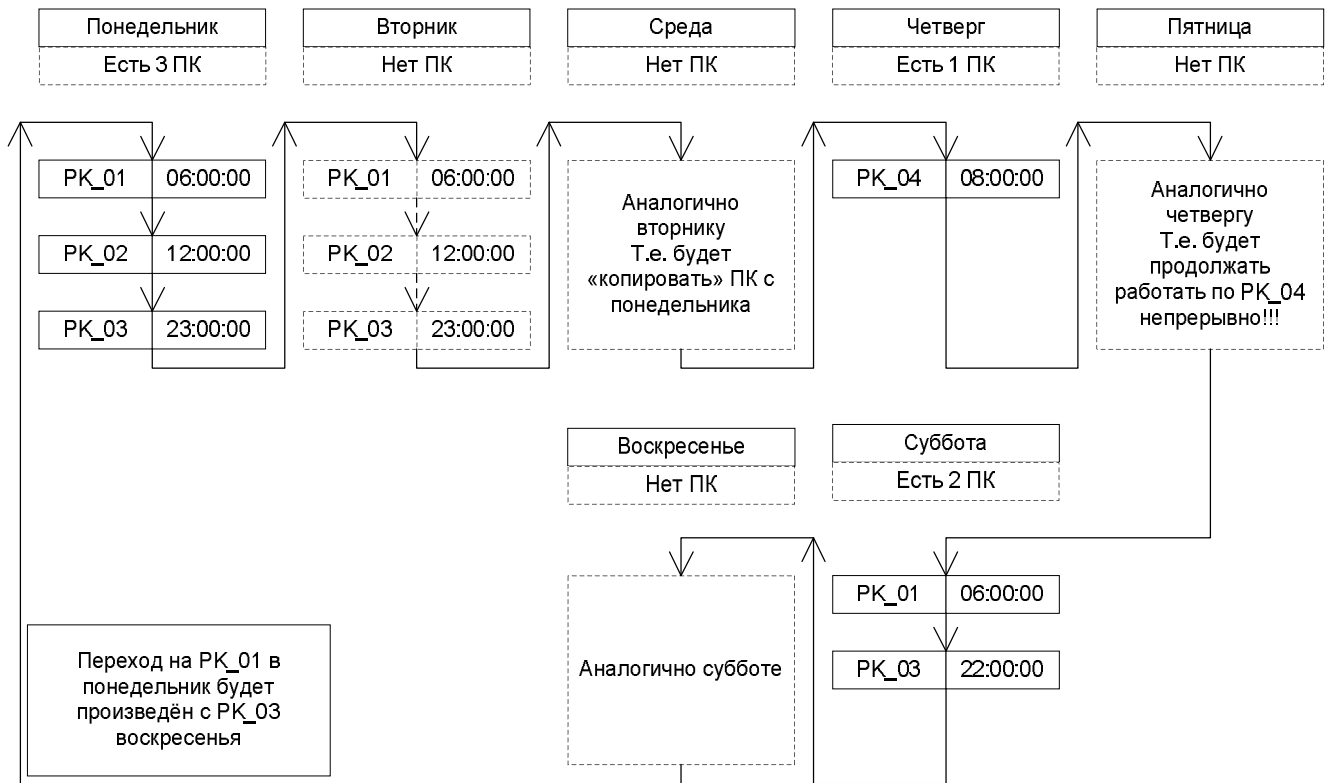 Понедельник
Есть 3 ПК
Вторник
Нет ПК
Среда
Нет ПК
Четверг
Есть 1 ПК
Пятница
Нет ПК
PK_01 06:00:00
PK_02 12:00:00
PK_03 23:00:00
PK_01 06:00:00
PK_02 12:00:00
PK_03 23:00:00
Аналогично
вторнику
Т.е. будет
«копировать» ПК с
понедельника
PK_04 08:00:00
Аналогично
четвергу
Т.е. будет
продолжать
работать по PK_04
непрерывно!!!
Воскресенье
Нет ПК
Суббота
Есть 2 ПК
Аналогично субботе
PK_01 06:00:00
PK_03 22:00:00
Переход на PK_01 в
понедельник будет
произведён с PK_03
воскресенья